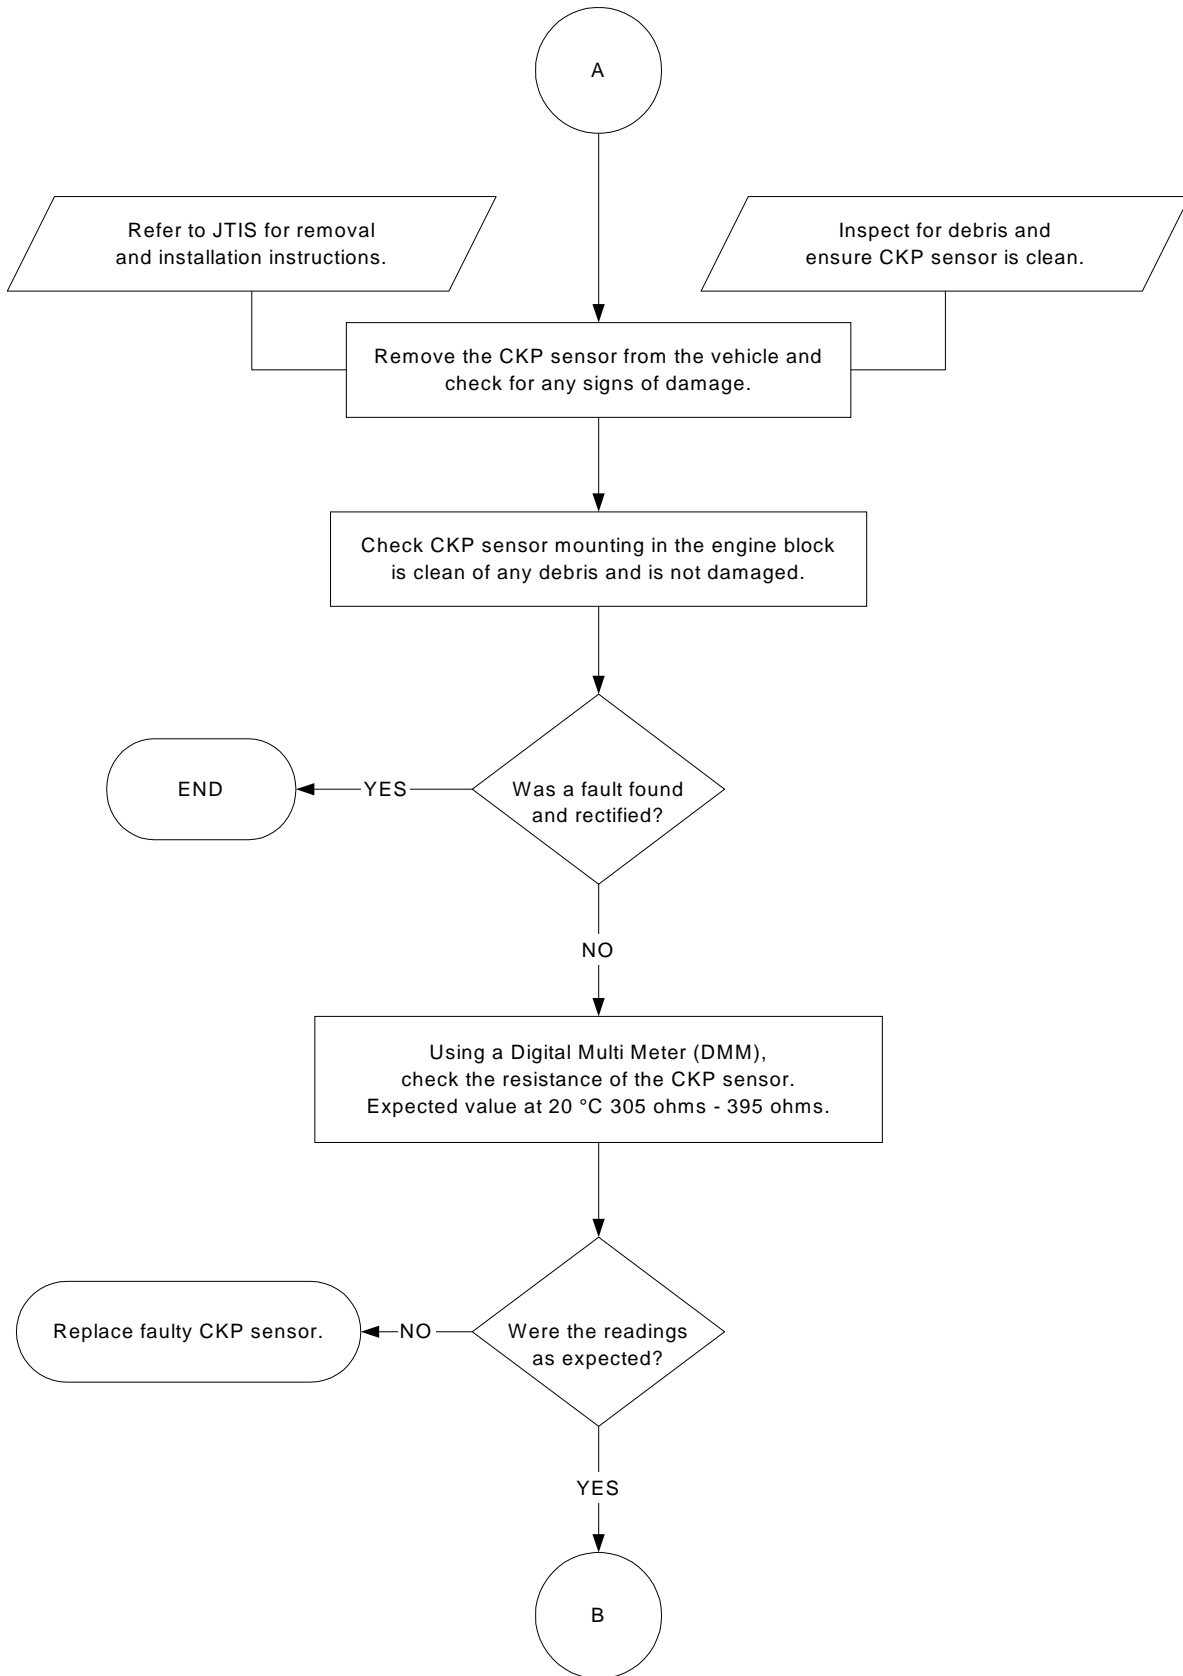 A
Refer to JTIS for removal
and installation instructions.
Inspect for debris and
ensure CKP sensor is clean.
Remove the CKP sensor from the vehicle and
check for any signs of damage.
Check CKP sensor mounting in the engine block
is clean of any debris and is not damaged.
END
YES
Was a fault found
and rectified?
NO
Using a Digital Multi Meter (DMM),
check the resistance of the CKP sensor.
Expected value at 20 °C 305 ohms - 395 ohms.
Replace faulty CKP sensor.
NO
Were the readings
as expected?
YES
B